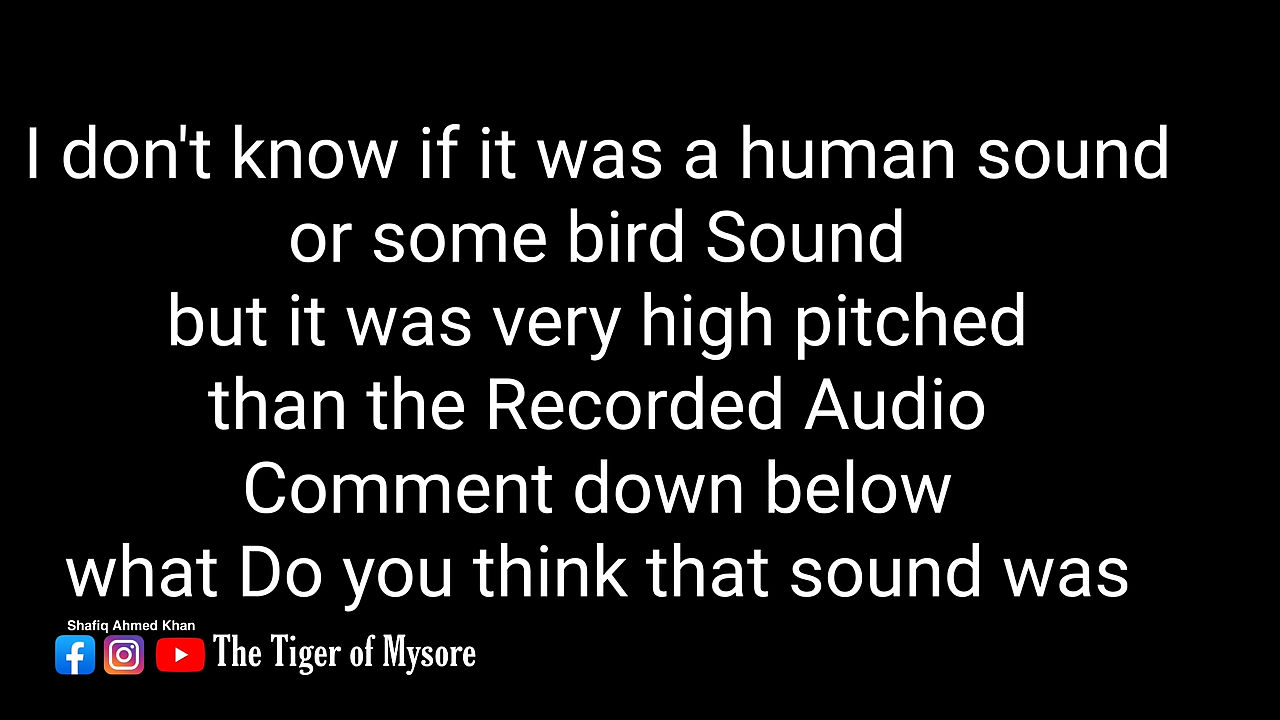 I don't know if it was a human sound
or some bird Sound
but it was very high pitched
than the Recorded Audio
Comment down below
what Do you think that sound was
Shafiq Ahmed Khan
The Tiger of Mysore